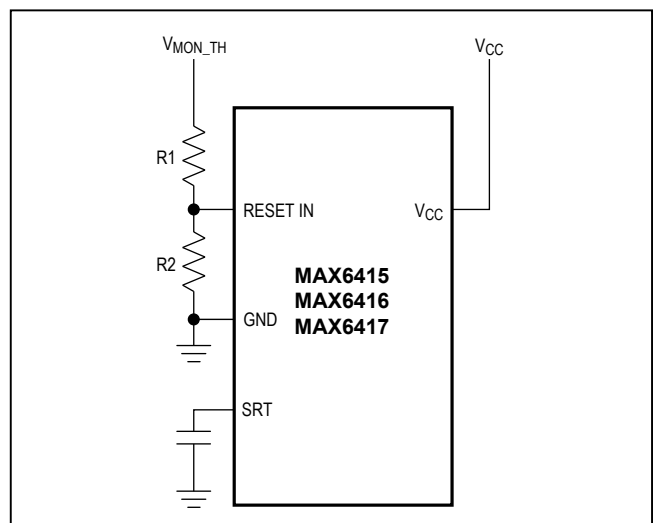 VMON_TH
VCC
R1
RESET IN
VCC
R2
MAX6415
MAX6416
GND
MAX6417
SRT